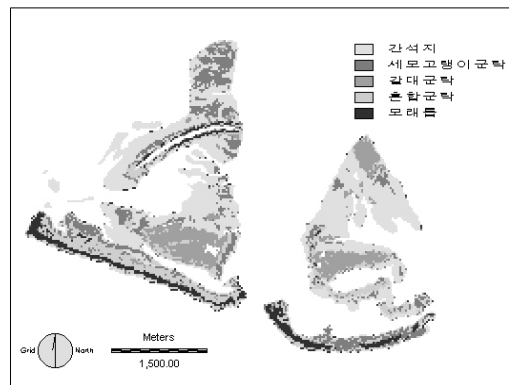 간석지
세모고랭이군락
갈대군락
혼합군락
모래톱
Grid North
Meters
1,500.00